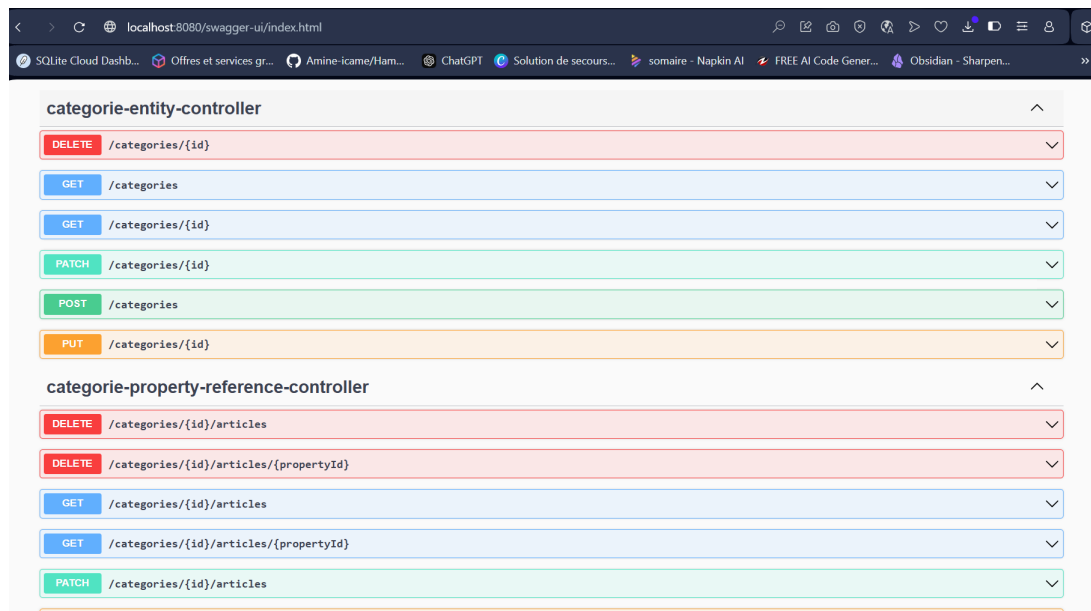 localhost:8080/swagger-ui/index.html
SQLite Cloud Dashb... Offres et services gr... Amine-icame/Ham... ChatGPT Solution de secours... somaire - Napkin AI FREE AI Code Gener... Obsidian - Sharpen... »
categorie-entity-controller
DELETE /categories/{id}
GET /categories
GET /categories/{id}
PATCH /categories/{id}
POST /categories
PUT /categories/{id}
categorie-property-reference-controller
DELETE /categories/{id}/articles
DELETE /categories/{id}/articles/{propertyId}
GET /categories/{id}/articles
GET /categories/{id}/articles/{propertyId}
PATCH /categories/{id}/articles